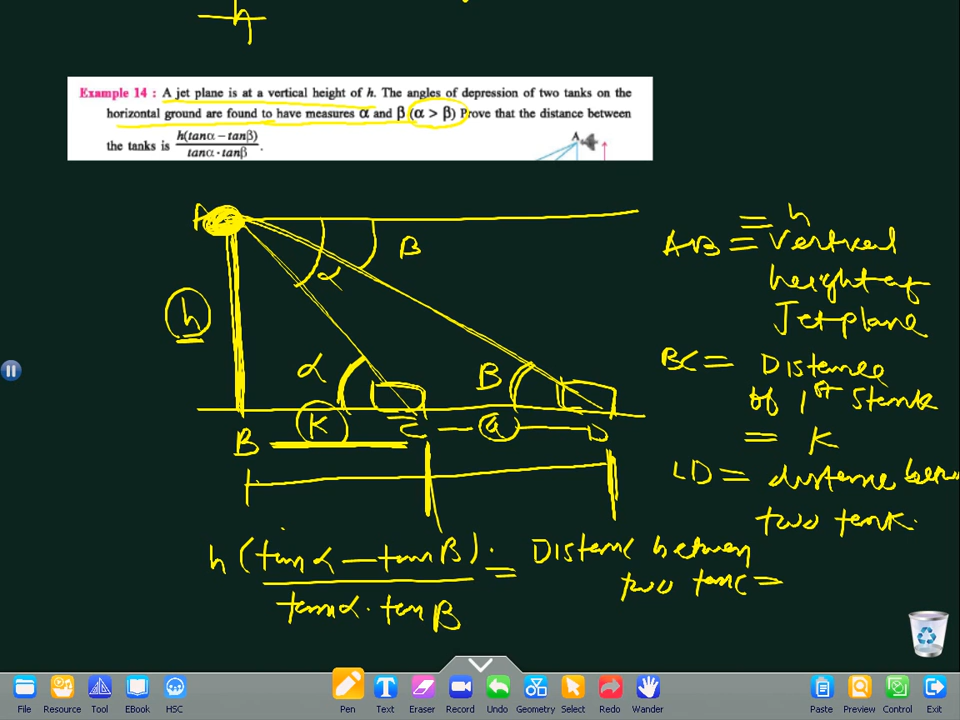 h
Example 14 : A jet plane is at a vertical height of h. The angles of depression of two tanks on the
horizontal ground are found to have measures α and β (α > β) Prove that the distance between
the tanks is h(tanα − tanβ) / tanα · tanβ .
A
A
β
α
h
α
β
K
a
B
C
D
= h
AB = Vertical
height of
Jet plane
BC = Distance
of 1st
= K
CD = distance
two tank.
h (tan α − tan β) = Distance between
two tanc =
tan α · tan β
File
Resource
Tool
EBook
HSC
Pen
Text
Eraser
Record
Undo
Geometry
Select
Redo
Wander
Paste
Preview
Control
Exit